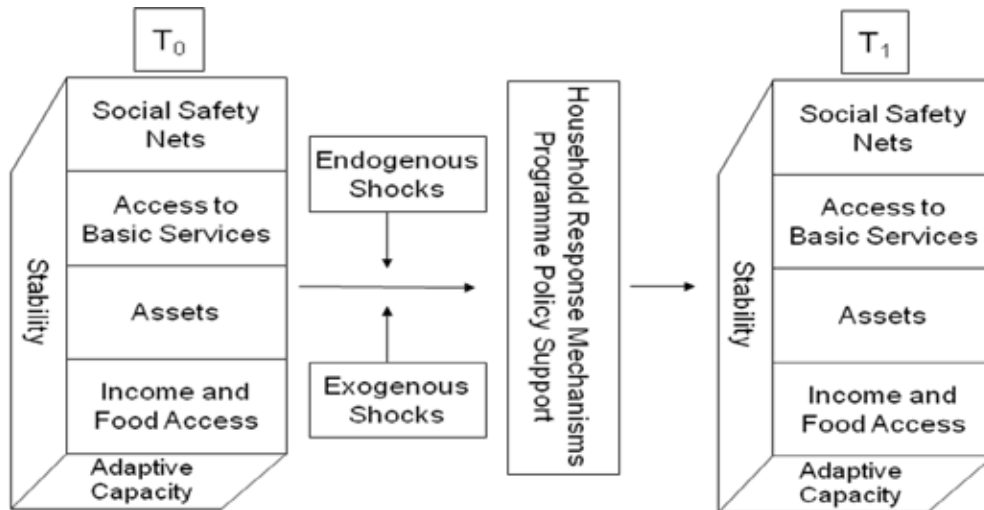 T0
Social Safety
Nets
Access to
Basic Services
Assets
Income and
Food Access
Adaptive
Capacity
Stability
Endogenous
Shocks
Exogenous
Shocks
Household Response Mechanisms
Programme Policy Support
T1
Social Safety
Nets
Access to
Basic Services
Assets
Income and
Food Access
Adaptive
Capacity
Stability